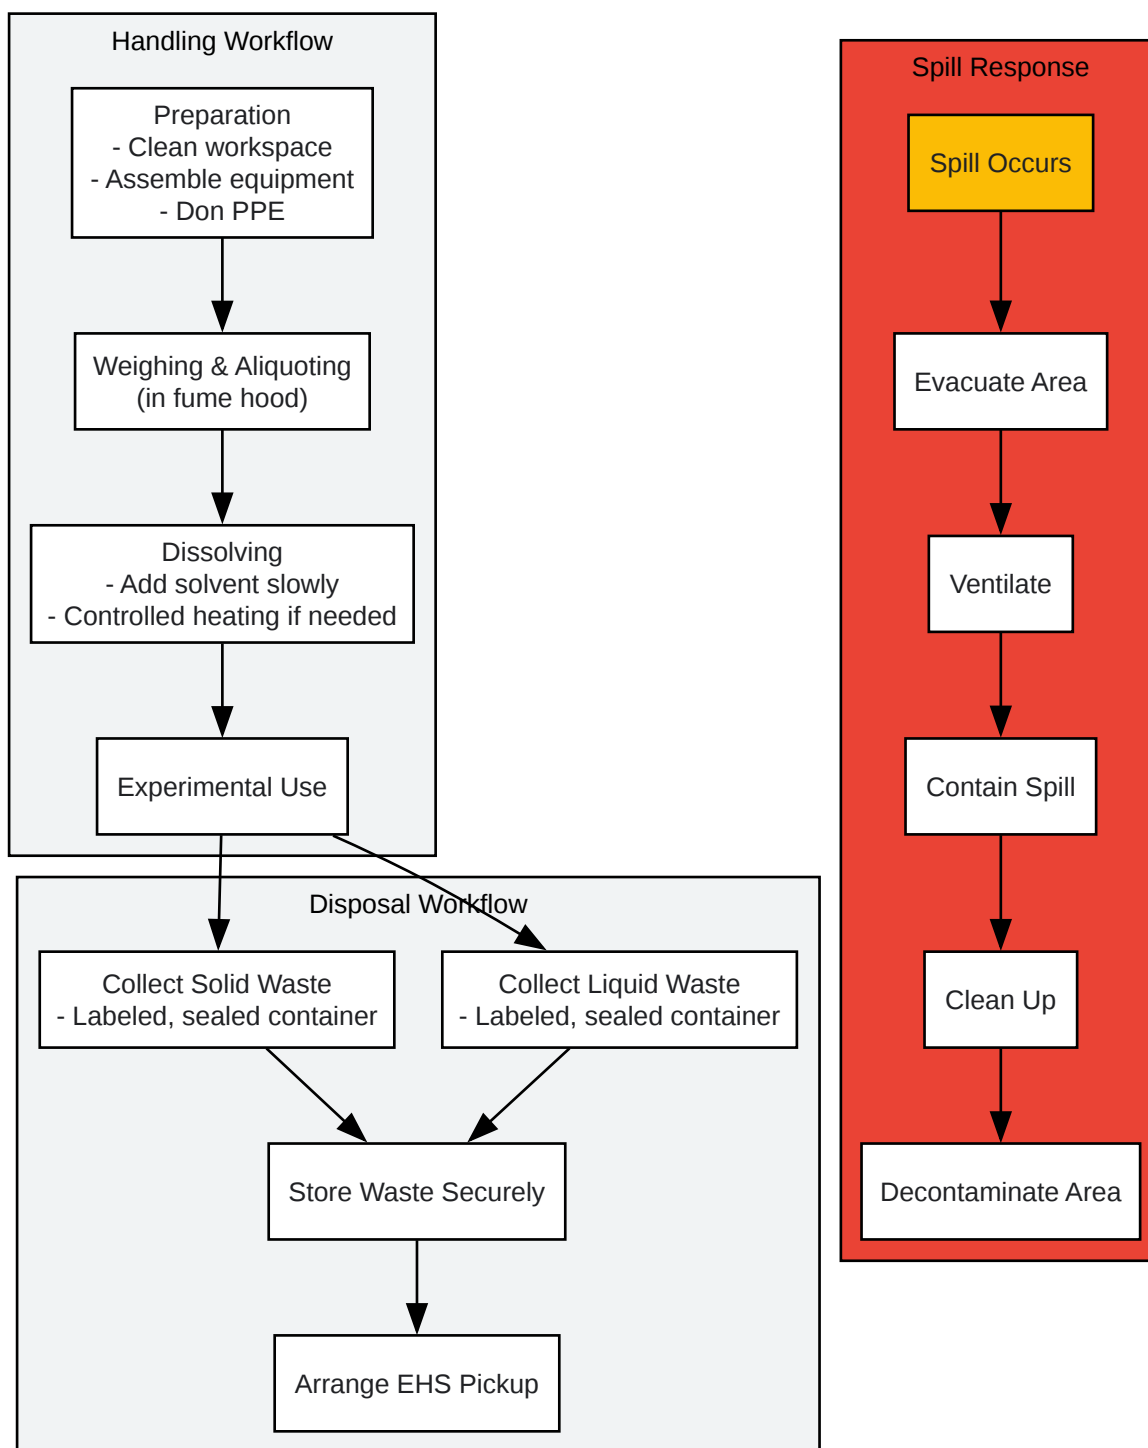 Handling Workflow
Preparation
- Clean workspace
- Assemble equipment
- Don PPE
Weighing & Aliquoting
(in fume hood)
Dissolving
- Add solvent slowly
- Controlled heating if needed
Experimental Use
Disposal Workflow
Collect Solid Waste
- Labeled, sealed container
Collect Liquid Waste
- Labeled, sealed container
Store Waste Securely
Arrange EHS Pickup
Spill Response
Spill Occurs
Evacuate Area
Ventilate
Contain Spill
Clean Up
Decontaminate Area